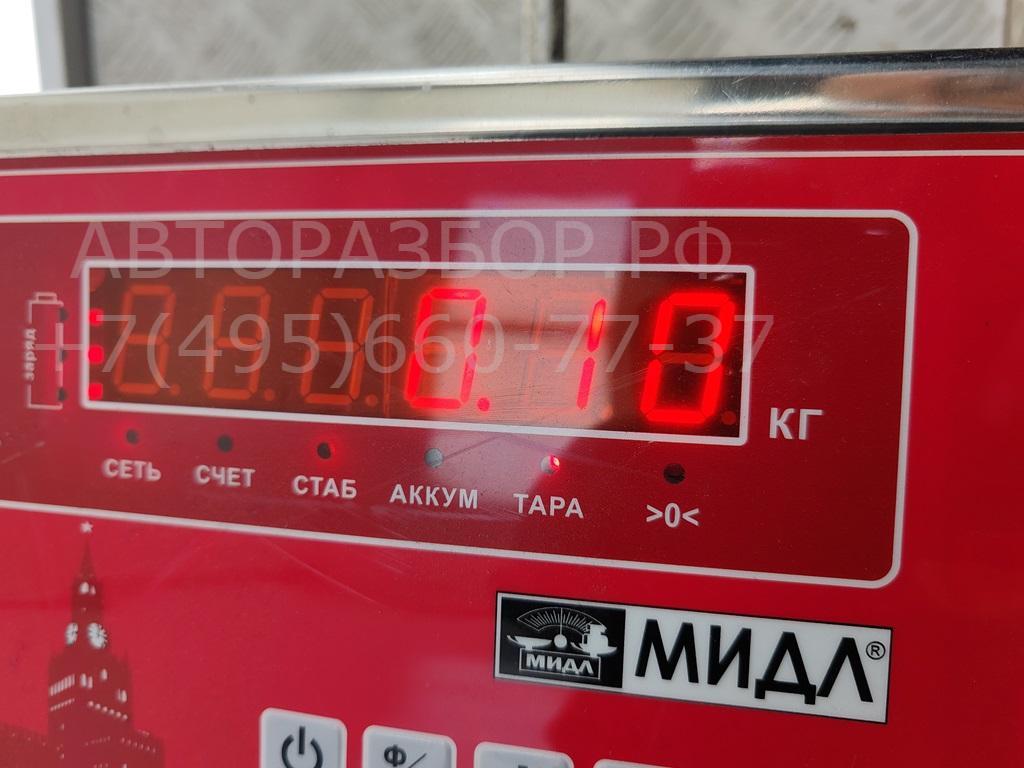 АВТОРАЗБОР.РФ
+7(495)660-77-37
заряд
0.10
КГ
СЕТЬ СЧЕТ СТАБ АККУМ ТАРА >0<
МИДЛ МИДЛ®
Ф/